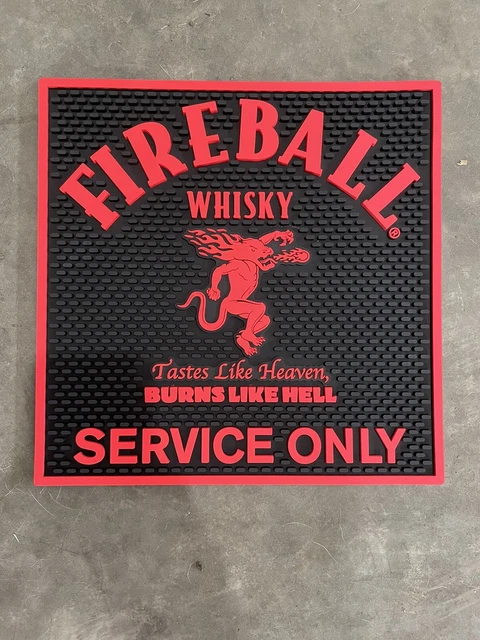 FIREBALL®
WHISKY
Tastes Like Heaven,
BURNS LIKE HELL
SERVICE ONLY